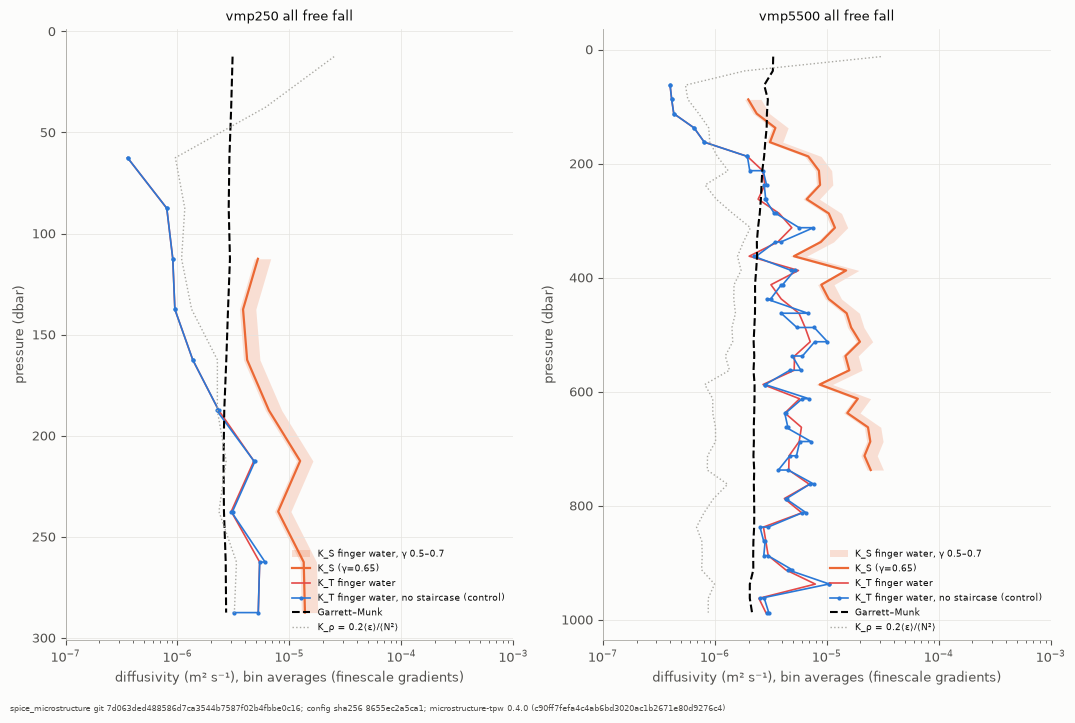 vmp250 all free fall
0
50
100
150
200
250
300
pressure (dbar)
K_S finger water, γ 0.5–0.7
K_S (γ=0.65)
K_T finger water
K_T finger water, no staircase (control)
Garrett–Munk
K_ρ = 0.2⟨ε⟩/⟨N²⟩
10⁻⁷ 10⁻⁶ 10⁻⁵ 10⁻⁴ 10⁻³
diffusivity (m² s⁻¹), bin averages (finescale gradients)
vmp5500 all free fall
0
200
400
600
800
1000
pressure (dbar)
K_S finger water, γ 0.5–0.7
K_S (γ=0.65)
K_T finger water
K_T finger water, no staircase (control)
Garrett–Munk
K_ρ = 0.2⟨ε⟩/⟨N²⟩
10⁻⁷ 10⁻⁶ 10⁻⁵ 10⁻⁴ 10⁻³
diffusivity (m² s⁻¹), bin averages (finescale gradients)
spice_microstructure git 7d063ded488586d7ca3544b7587f02b4fbbe0c16; config sha256 8655ec2a5ca1; microstructure-tpw 0.4.0 (c90ff7fefa4c4ab6bd3020ac1b2671e80d9276c4)